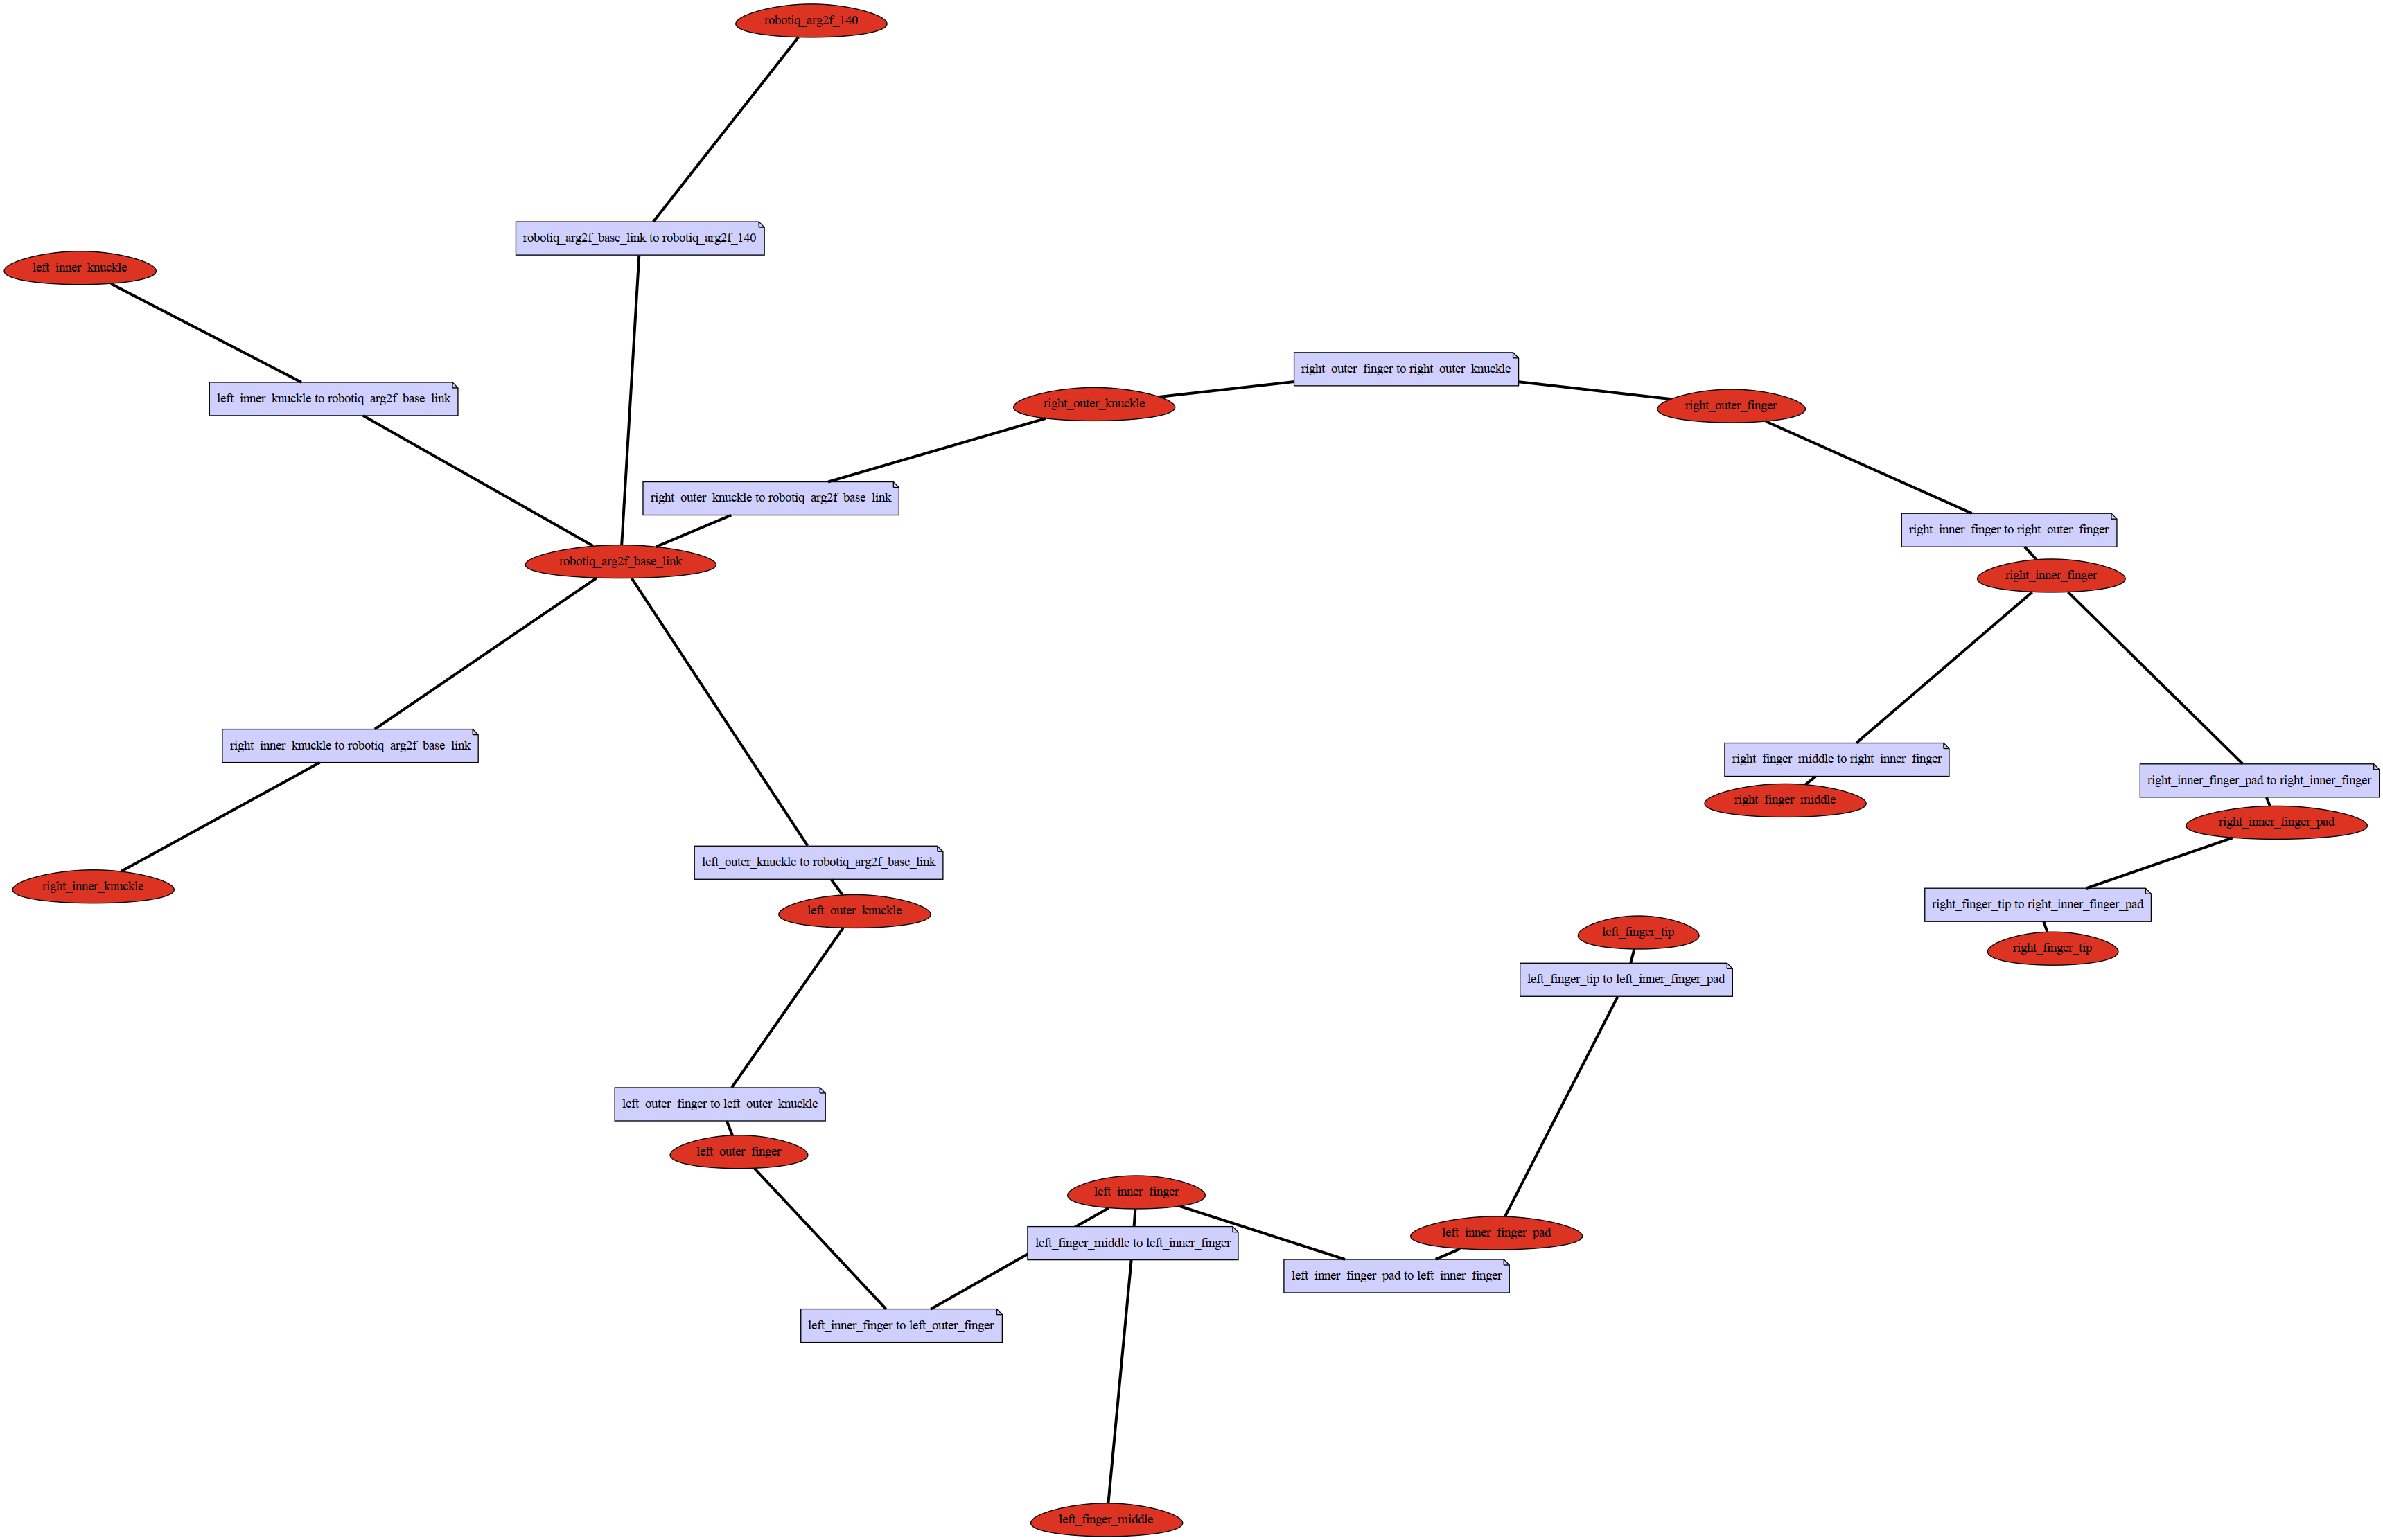 robotiq_arg2f_140
robotiq_arg2f_base_link to robotiq_arg2f_140
left_inner_knuckle
left_inner_knuckle to robotiq_arg2f_base_link
right_outer_finger to right_outer_knuckle
right_outer_knuckle
right_outer_finger
right_outer_knuckle to robotiq_arg2f_base_link
right_inner_finger to right_outer_finger
robotiq_arg2f_base_link
right_inner_finger
right_inner_knuckle to robotiq_arg2f_base_link
right_finger_middle to right_inner_finger
right_inner_finger_pad to right_inner_finger
right_finger_middle
right_inner_finger_pad
left_outer_knuckle to robotiq_arg2f_base_link
right_inner_knuckle
right_finger_tip to right_inner_finger_pad
left_outer_knuckle
left_finger_tip
right_finger_tip
left_finger_tip to left_inner_finger_pad
left_outer_finger to left_outer_knuckle
left_outer_finger
left_inner_finger
left_inner_finger_pad
left_finger_middle to left_inner_finger
left_inner_finger_pad to left_inner_finger
left_inner_finger to left_outer_finger
left_finger_middle